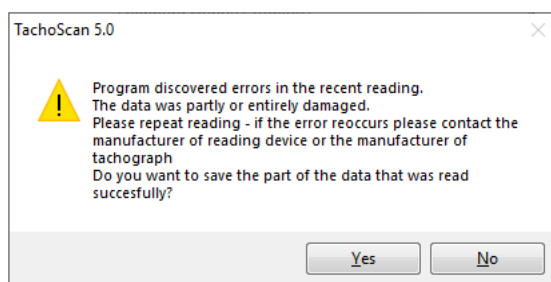 TachoScan 5.0
Program discovered errors in the recent reading.
The data was partly or entirely damaged.
Please repeat reading - if the error reoccurs please contact the
manufacturer of reading device or the manufacturer of
tachograph
Do you want to save the part of the data that was read
succesfully?
Yes
No